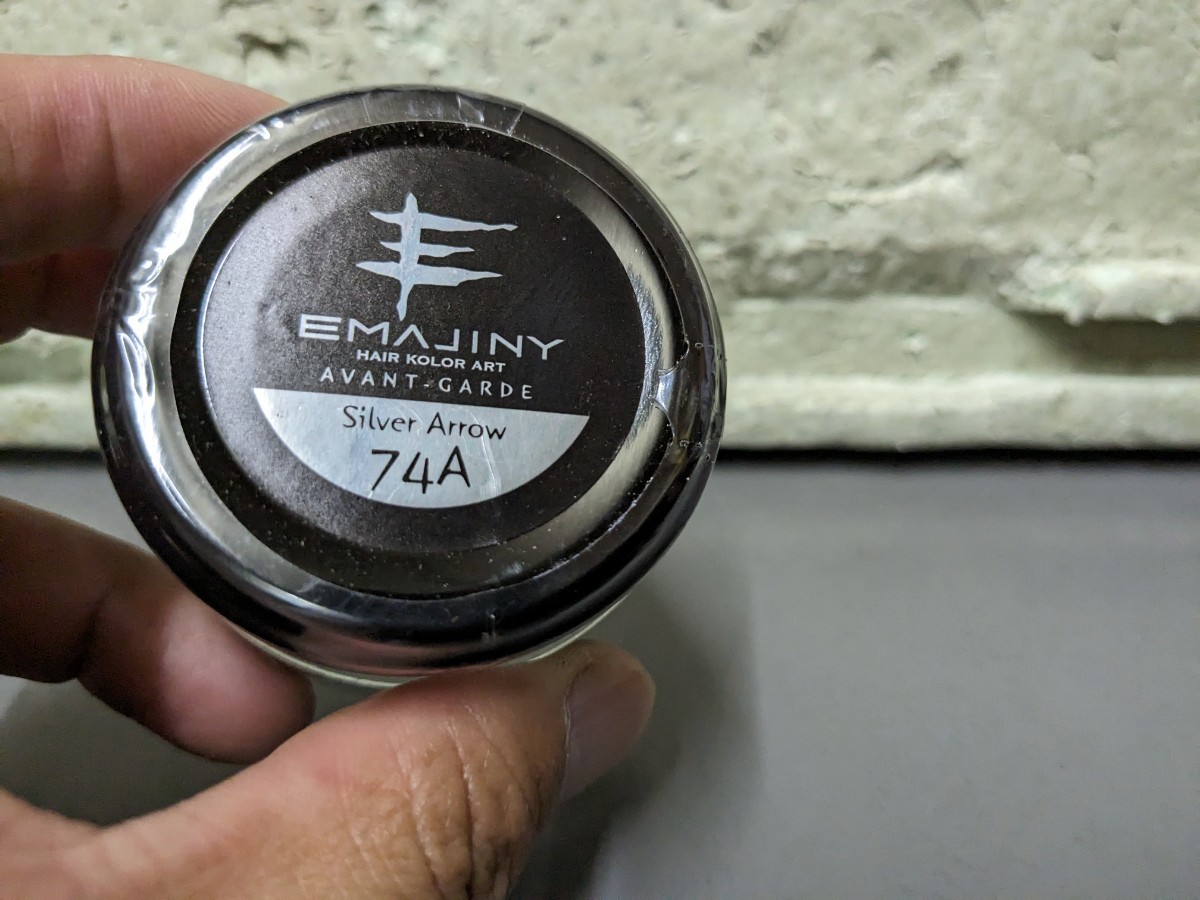 EMAJINY
HAIR KOLOR ART
AVANT-GARDE
Silver Arrow
74A